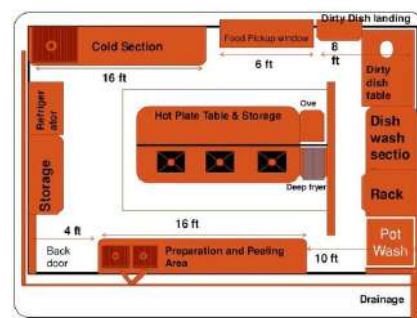 Dirty Dish landing
Cold Section
Food Pickup window
8
ft
16 ft
6 ft
Dirty
dish
table
Refriger
ator
Hot Plate Table & Storage
Ove
Dish
wash
sectio
Storage
Deep fryer
Rack
4 ft
16 ft
Pot
Wash
Back
door
Preparation and Peeling
Area
10 ft
Drainage